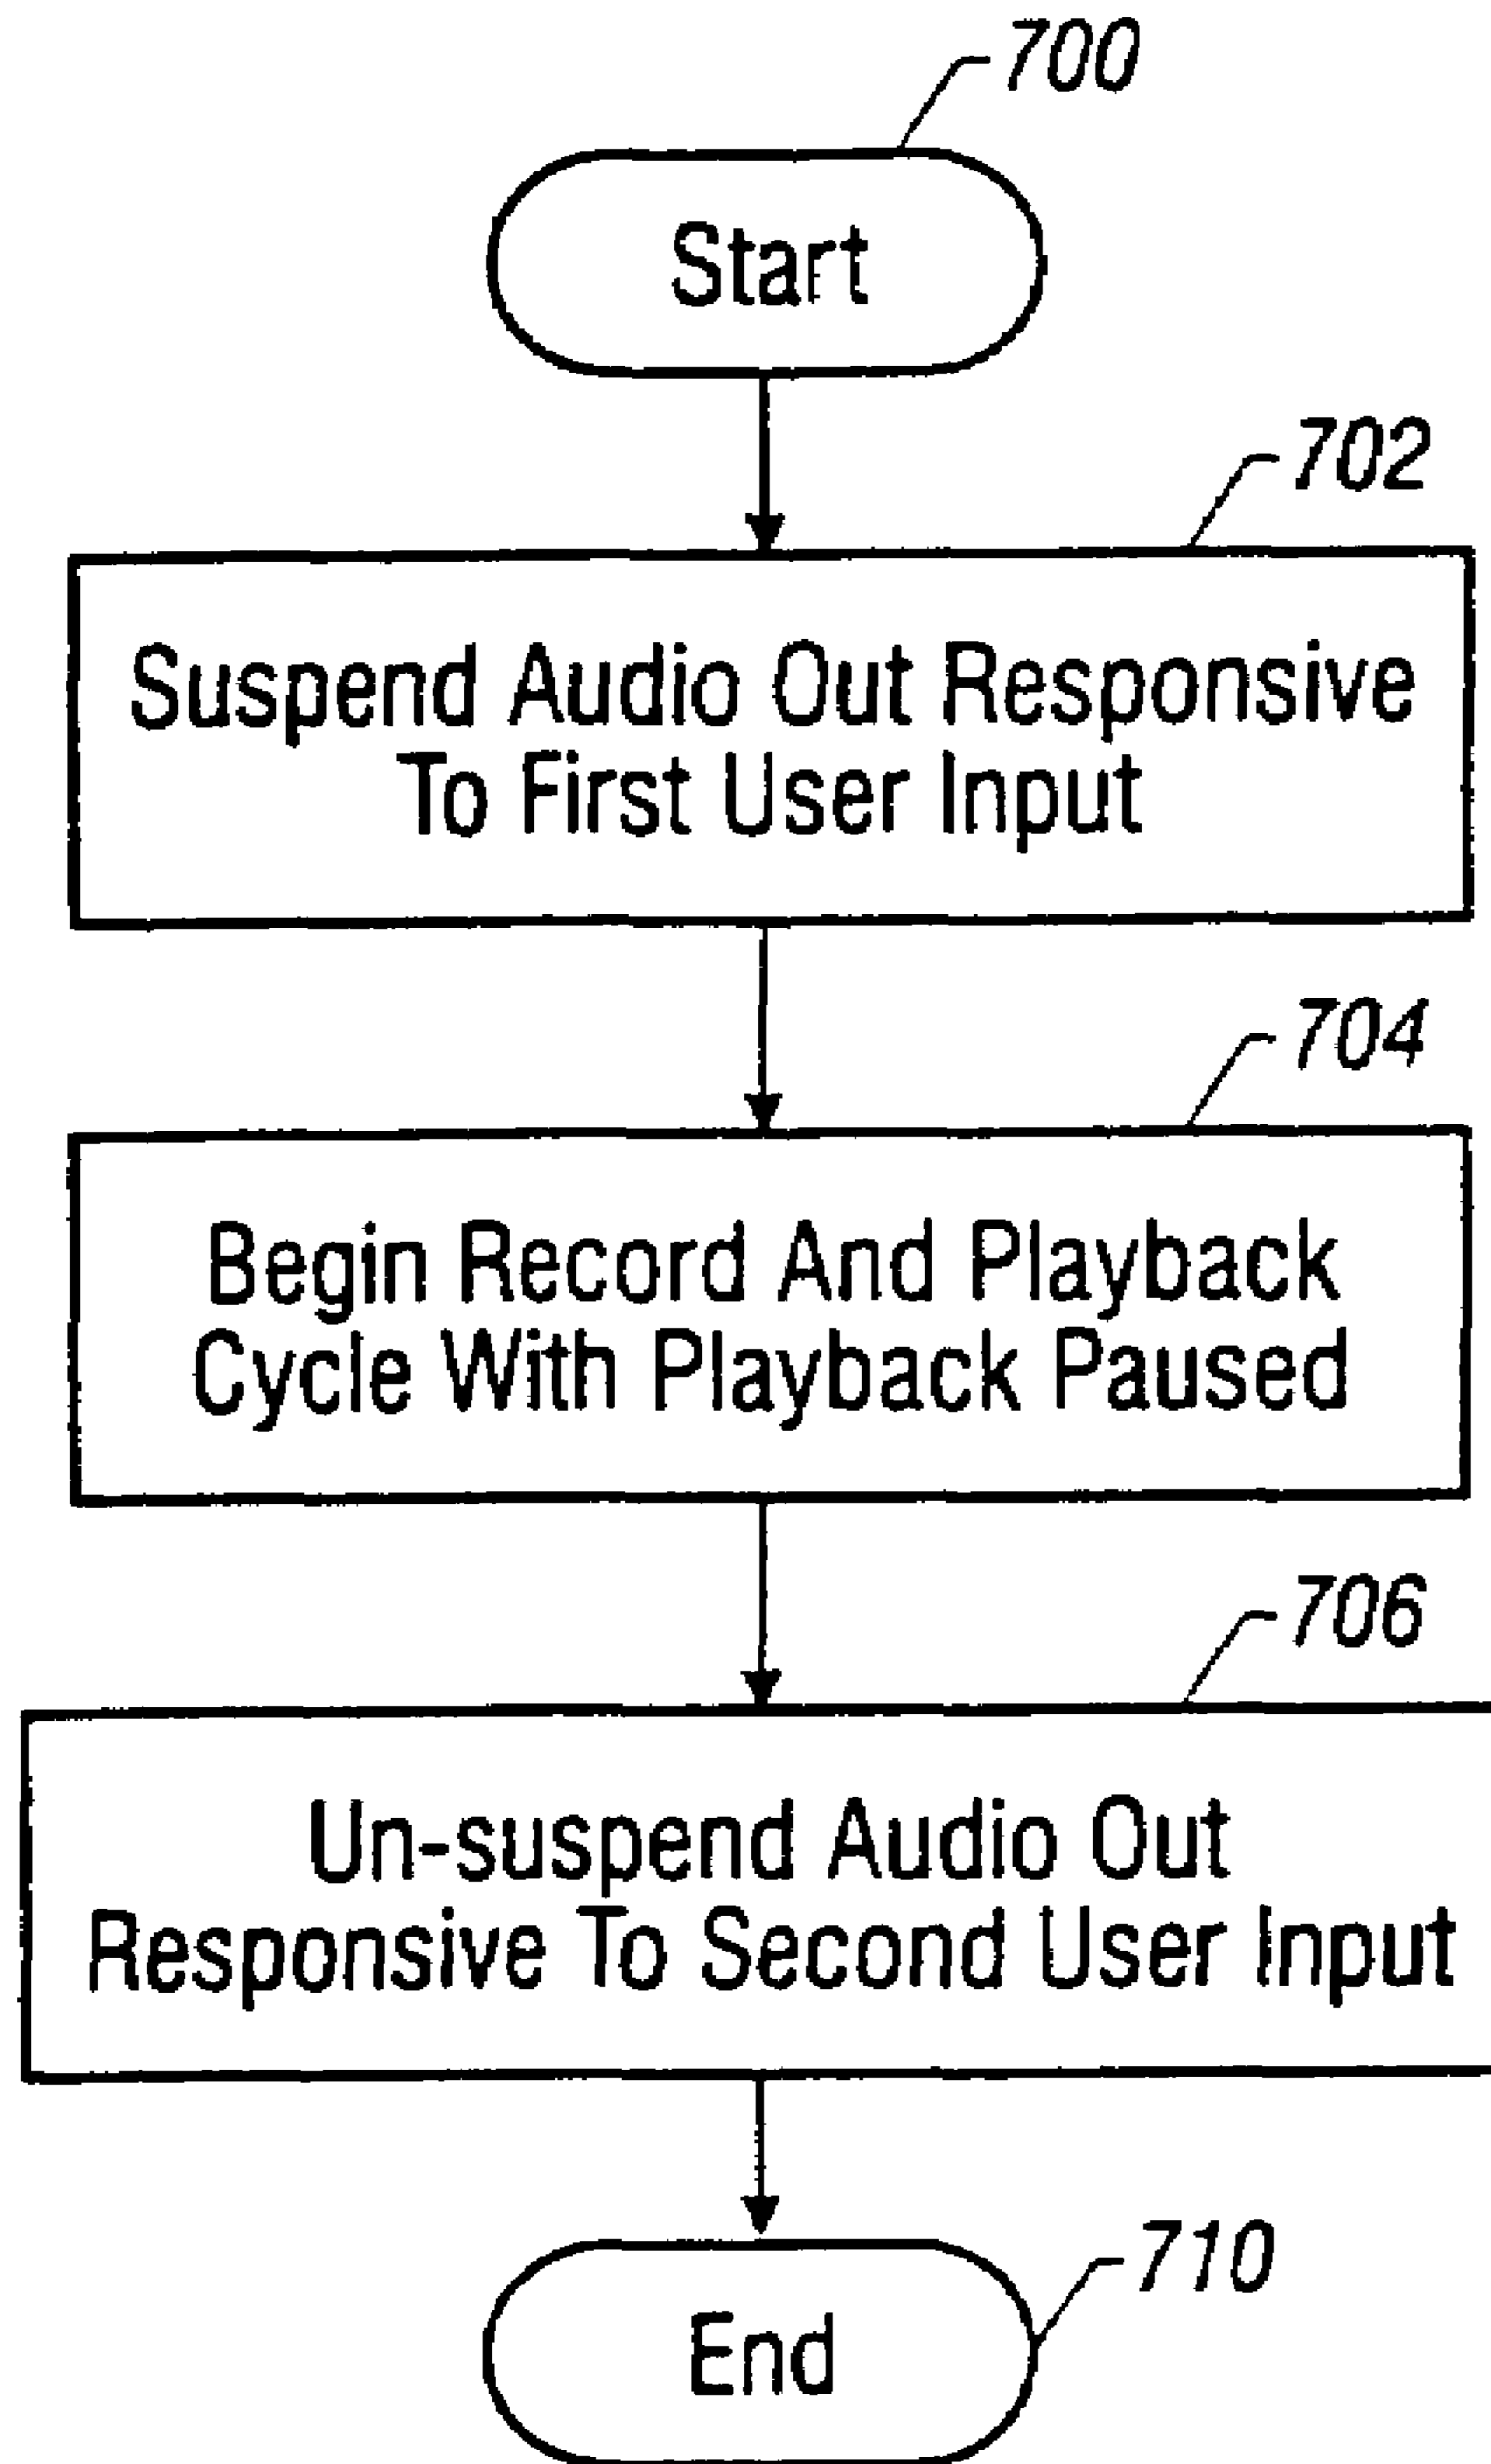 700
Start
702
Suspend Audio Out Responsive
To First User Input
704
Begin Record And Playback
Cycle With Playback Paused
706
Un-suspend Audio Out
Responsive To Second User Input
710
End